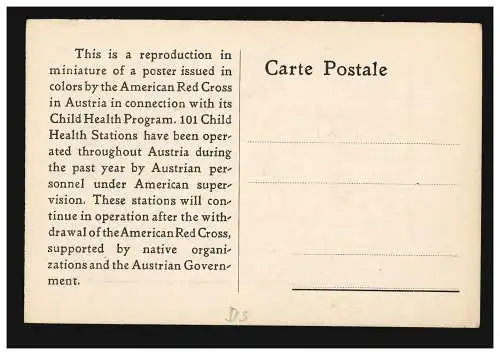 This is a reproduction in
miniature of a poster issued in
colors by the American Red Cross
in Austria in connection with its
Child Health Program. 101 Child
Health Stations have been oper-
ated throughout Austria during
the past year by Austrian per-
sonnel under American super-
vision. These stations will con-
tinue in operation after the with-
drawal of the American Red Cross,
supported by native organi-
zations and the Austrian Govern-
ment.
Carte Postale
DS